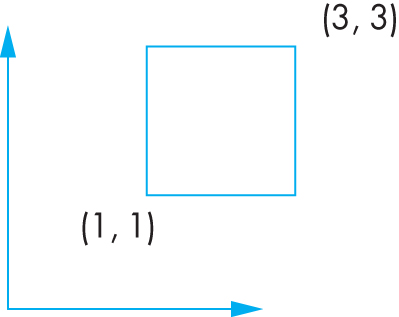 (3, 3)
(1, 1)